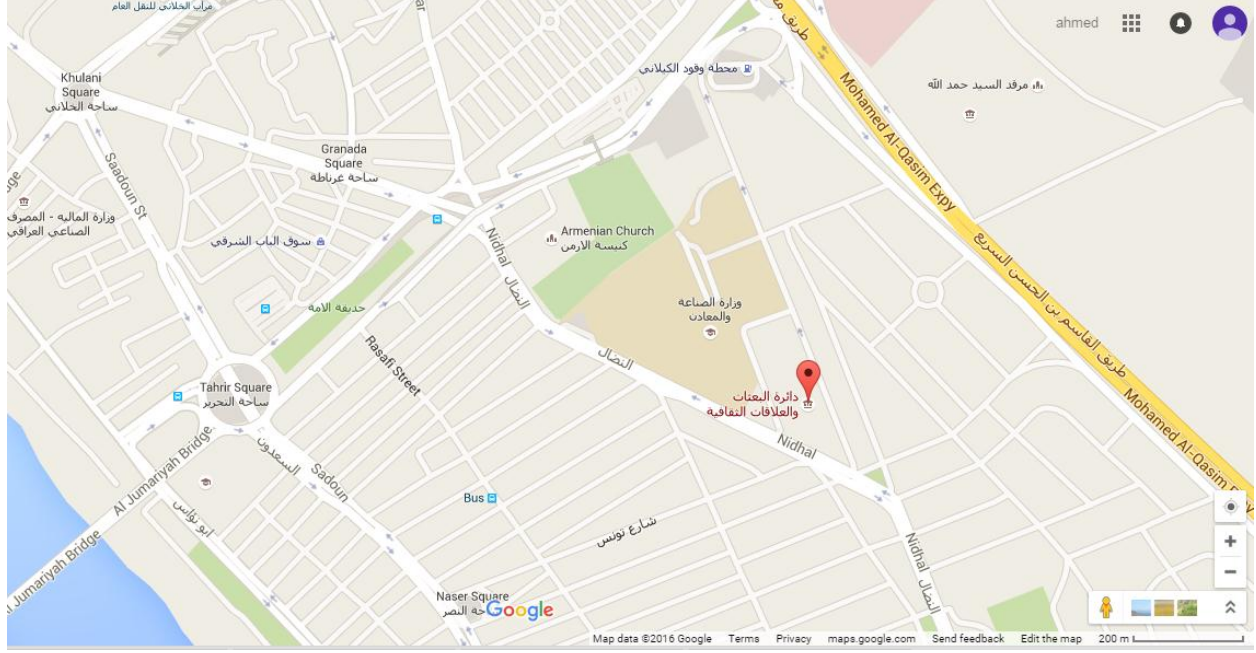 مرآب الخلاني للنقل العام
ahmed
طريق م
محطة وقود الكيلاني
Khulani
Square
ساحة الخلاني
مرقد السيد حمد الله
Mohamed Al-Qasim Expy
Granada
Square
ساحة غرناطة
Saadoun St
وزارة المالية - المصرف
الصناعي العراقي
سوق الباب الشرقي
Armenian Church
كنيسة الارمن
Nidhal النضال
طريق القاسم بن الحسن السريع
حديقة الامة
وزارة الصناعة
والمعادن
Rasafi Street
النضال
Tahrir Square
ساحة التحرير
دائرة البعثات
والعلاقات الثقافية
Mohamed Al-Qasim Expy
Nidhal
Al Jumariyah Bridge
السعدون
Sadoun
Bus
ابو نؤاس
شارع تونس
Al Jumariyah Bridge
Nidhal النضال
Naser Square
حة النصر
Google
Map data ©2016 Google Terms Privacy maps.google.com Send feedback Edit the map 200 m